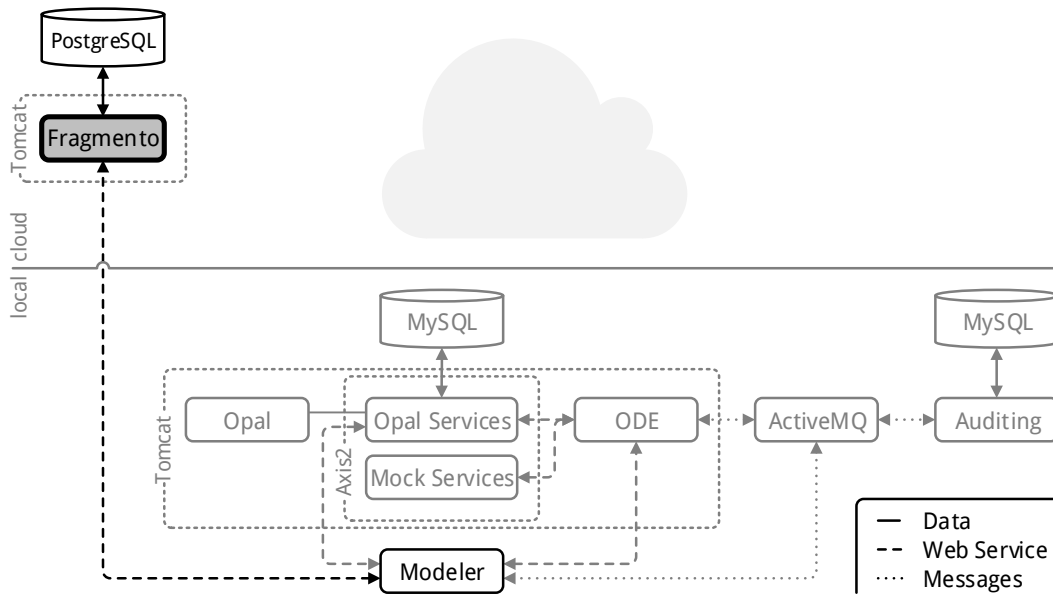 PostgreSQL
Tomcat
Fragmento
cloud
local
MySQL
MySQL
Tomcat
Axis2
Opal
Opal Services
ODE
ActiveMQ
Auditing
Mock Services
Modeler
Data
Web Service
Messages